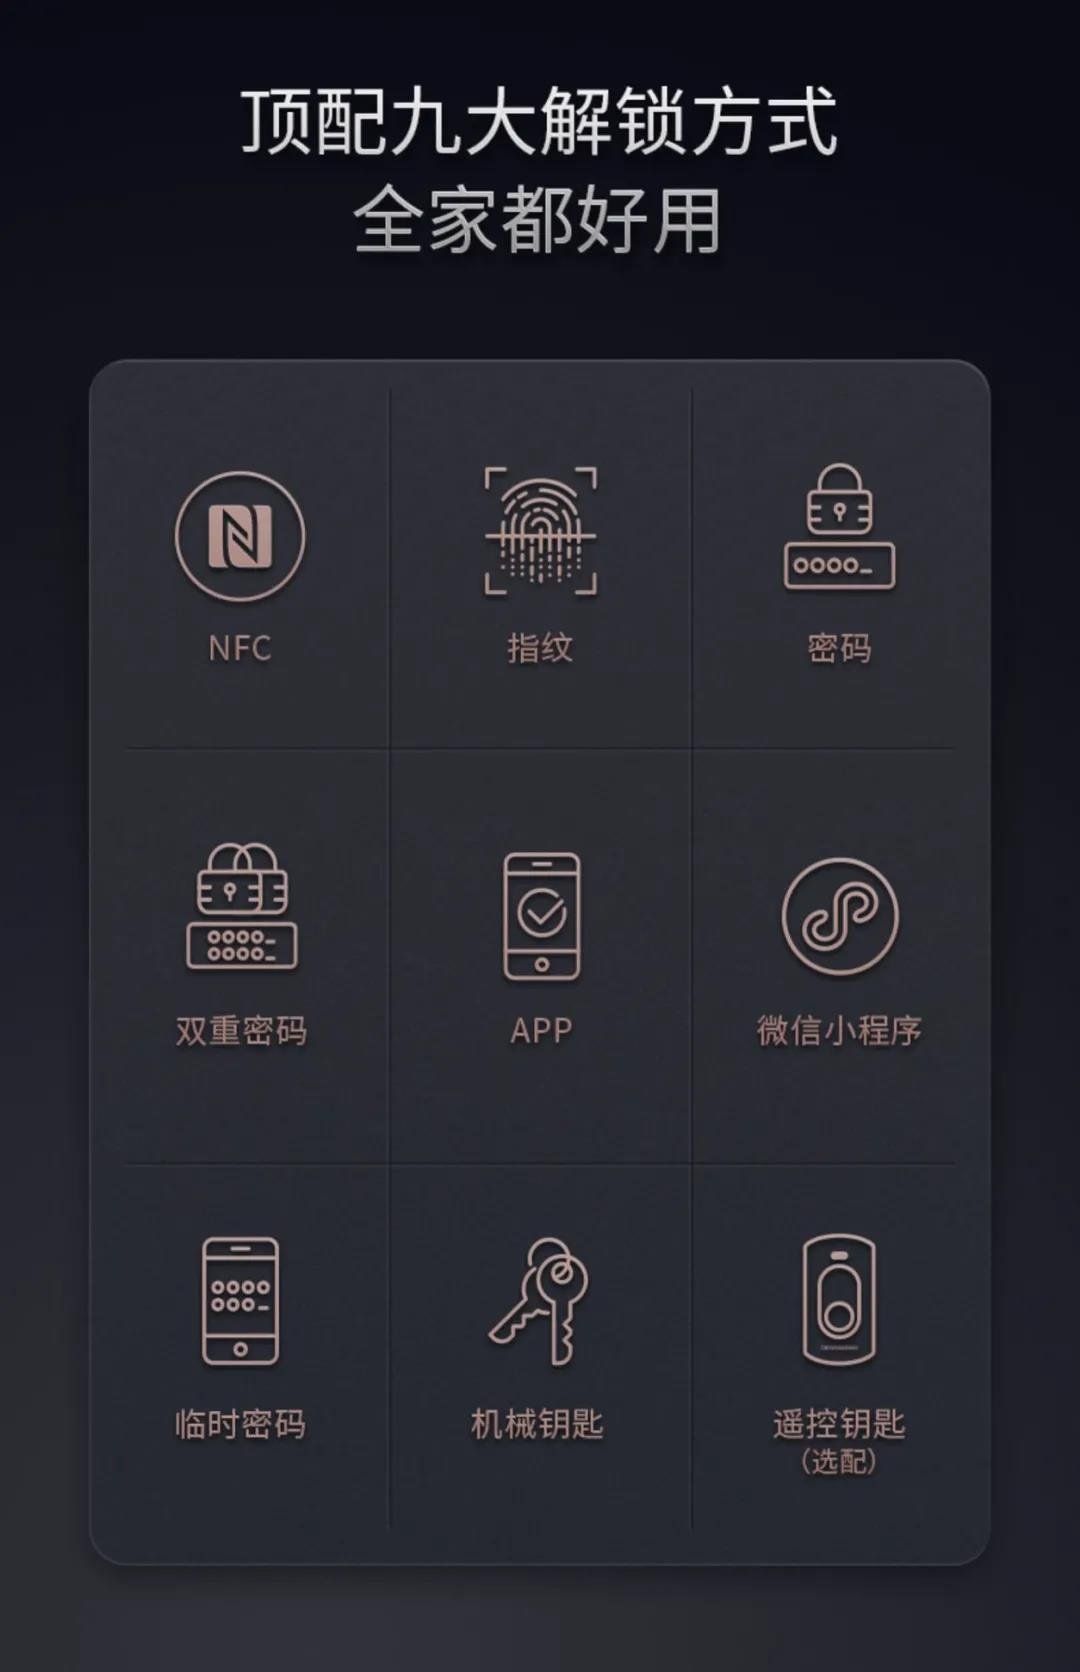 顶配九大解锁方式
全家都好用
NFC
指纹
密码
双重密码
APP
微信小程序
临时密码
机械钥匙
遥控钥匙
(选配)